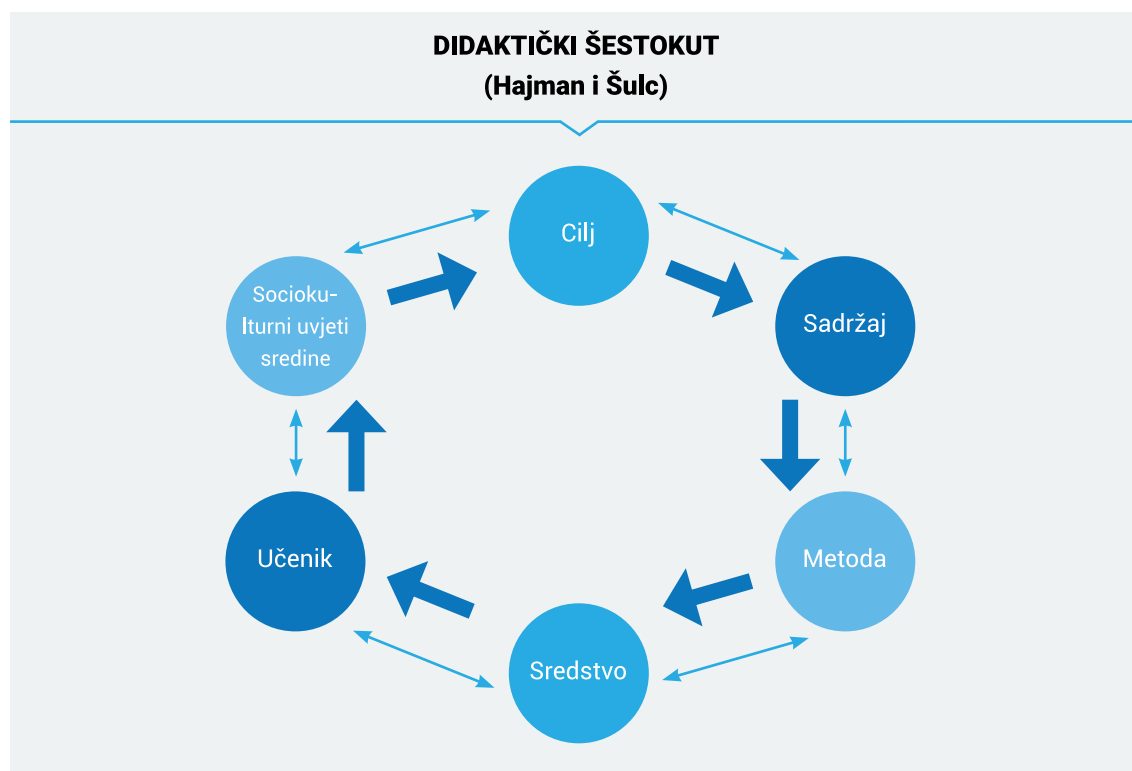 DIDAKTIČKI ŠESTOKUT
(Hajman i Šulc)
Cilj
Socioku-
lturni uvjeti
sredine
Sadržaj
Učenik
Metoda
Sredstvo